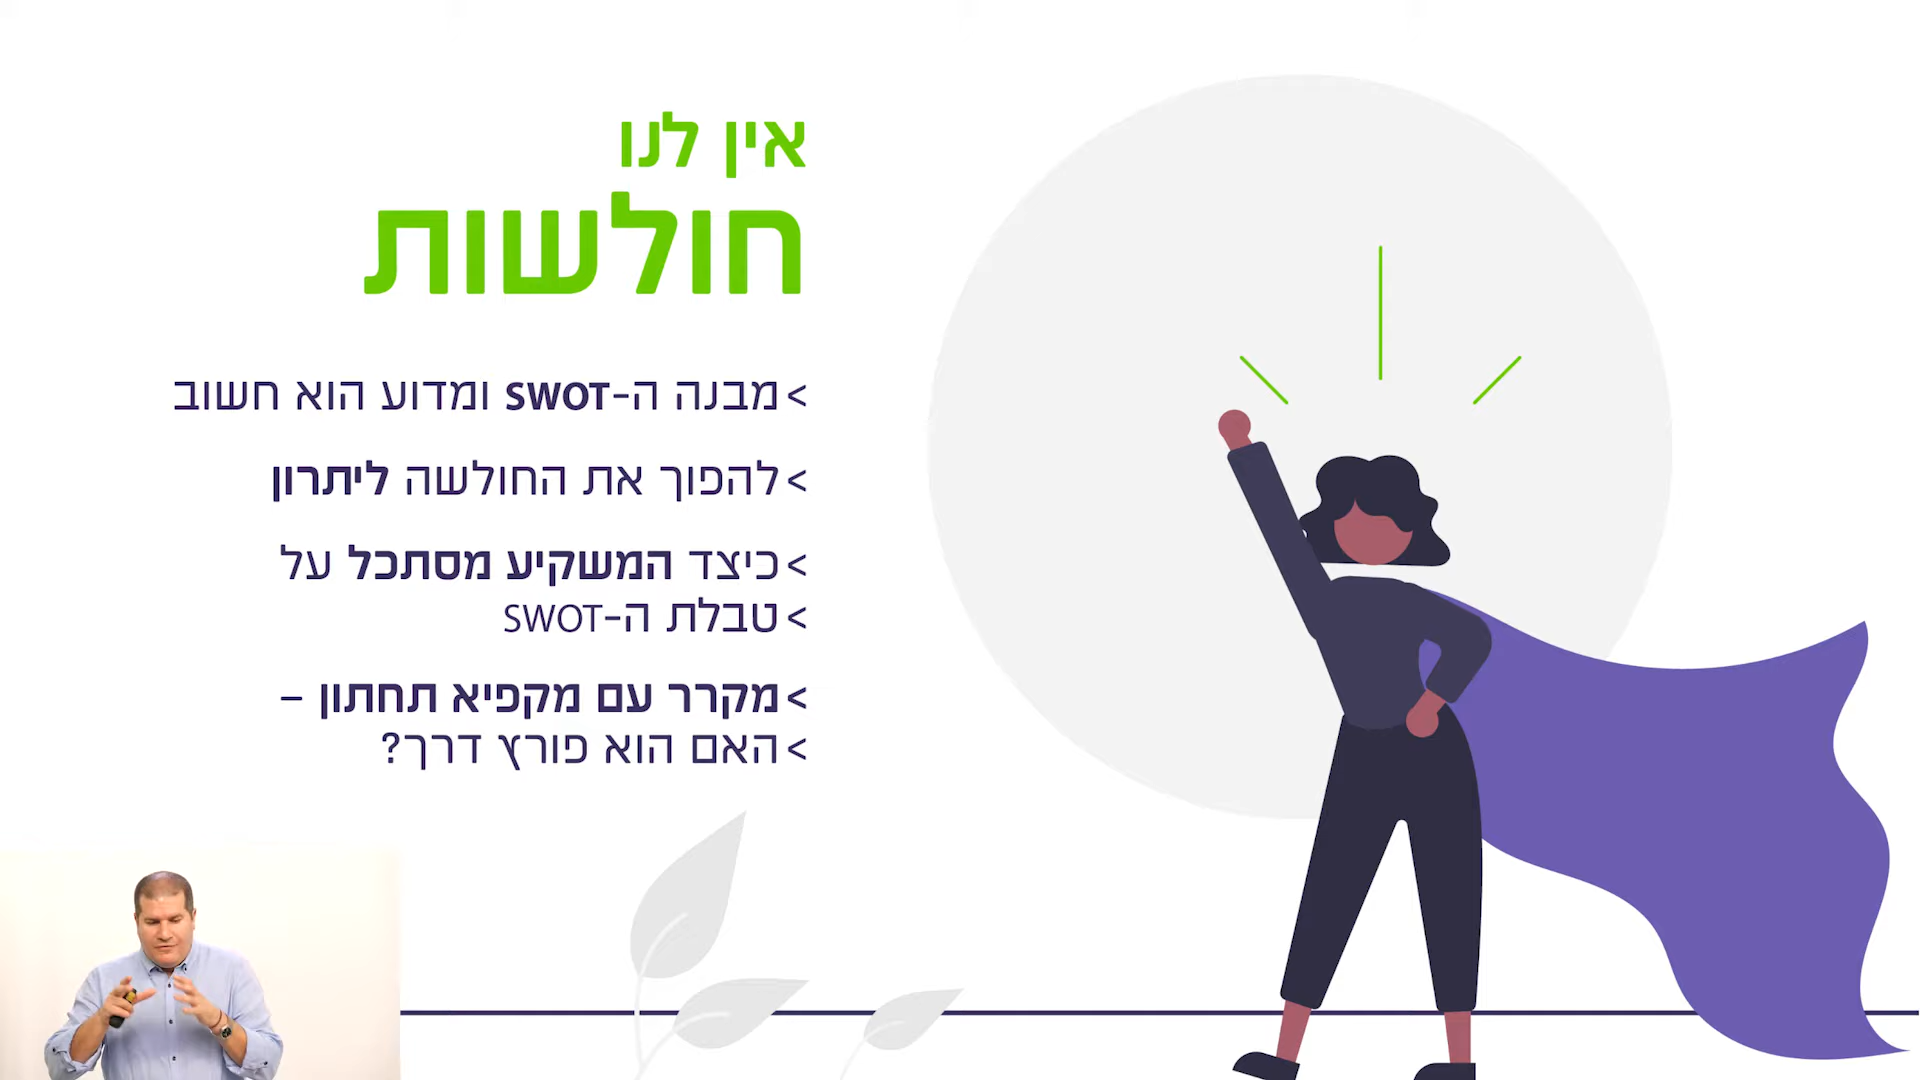 אין לנו
חולשות
> מבנה ה-SWOT ומדוע הוא חשוב
> להפוך את החולשה ליתרון
> כיצד המשקיע מסתכל על
> טבלת ה-SWOT
> מקרר עם מקפיא תחתון –
> האם הוא פורץ דרך?